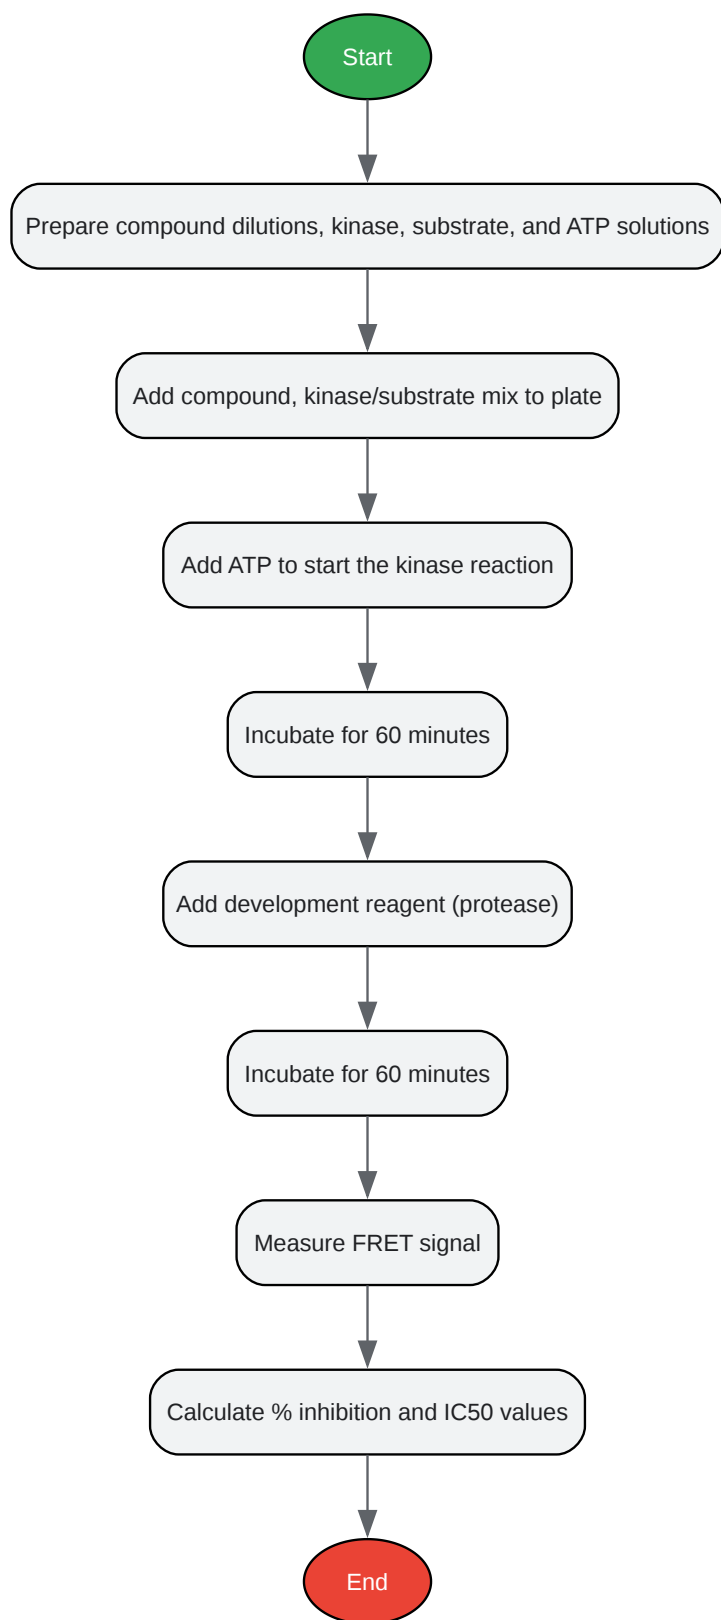 Start
Prepare compound dilutions, kinase, substrate, and ATP solutions
Add compound, kinase/substrate mix to plate
Add ATP to start the kinase reaction
Incubate for 60 minutes
Add development reagent (protease)
Incubate for 60 minutes
Measure FRET signal
Calculate % inhibition and IC50 values
End